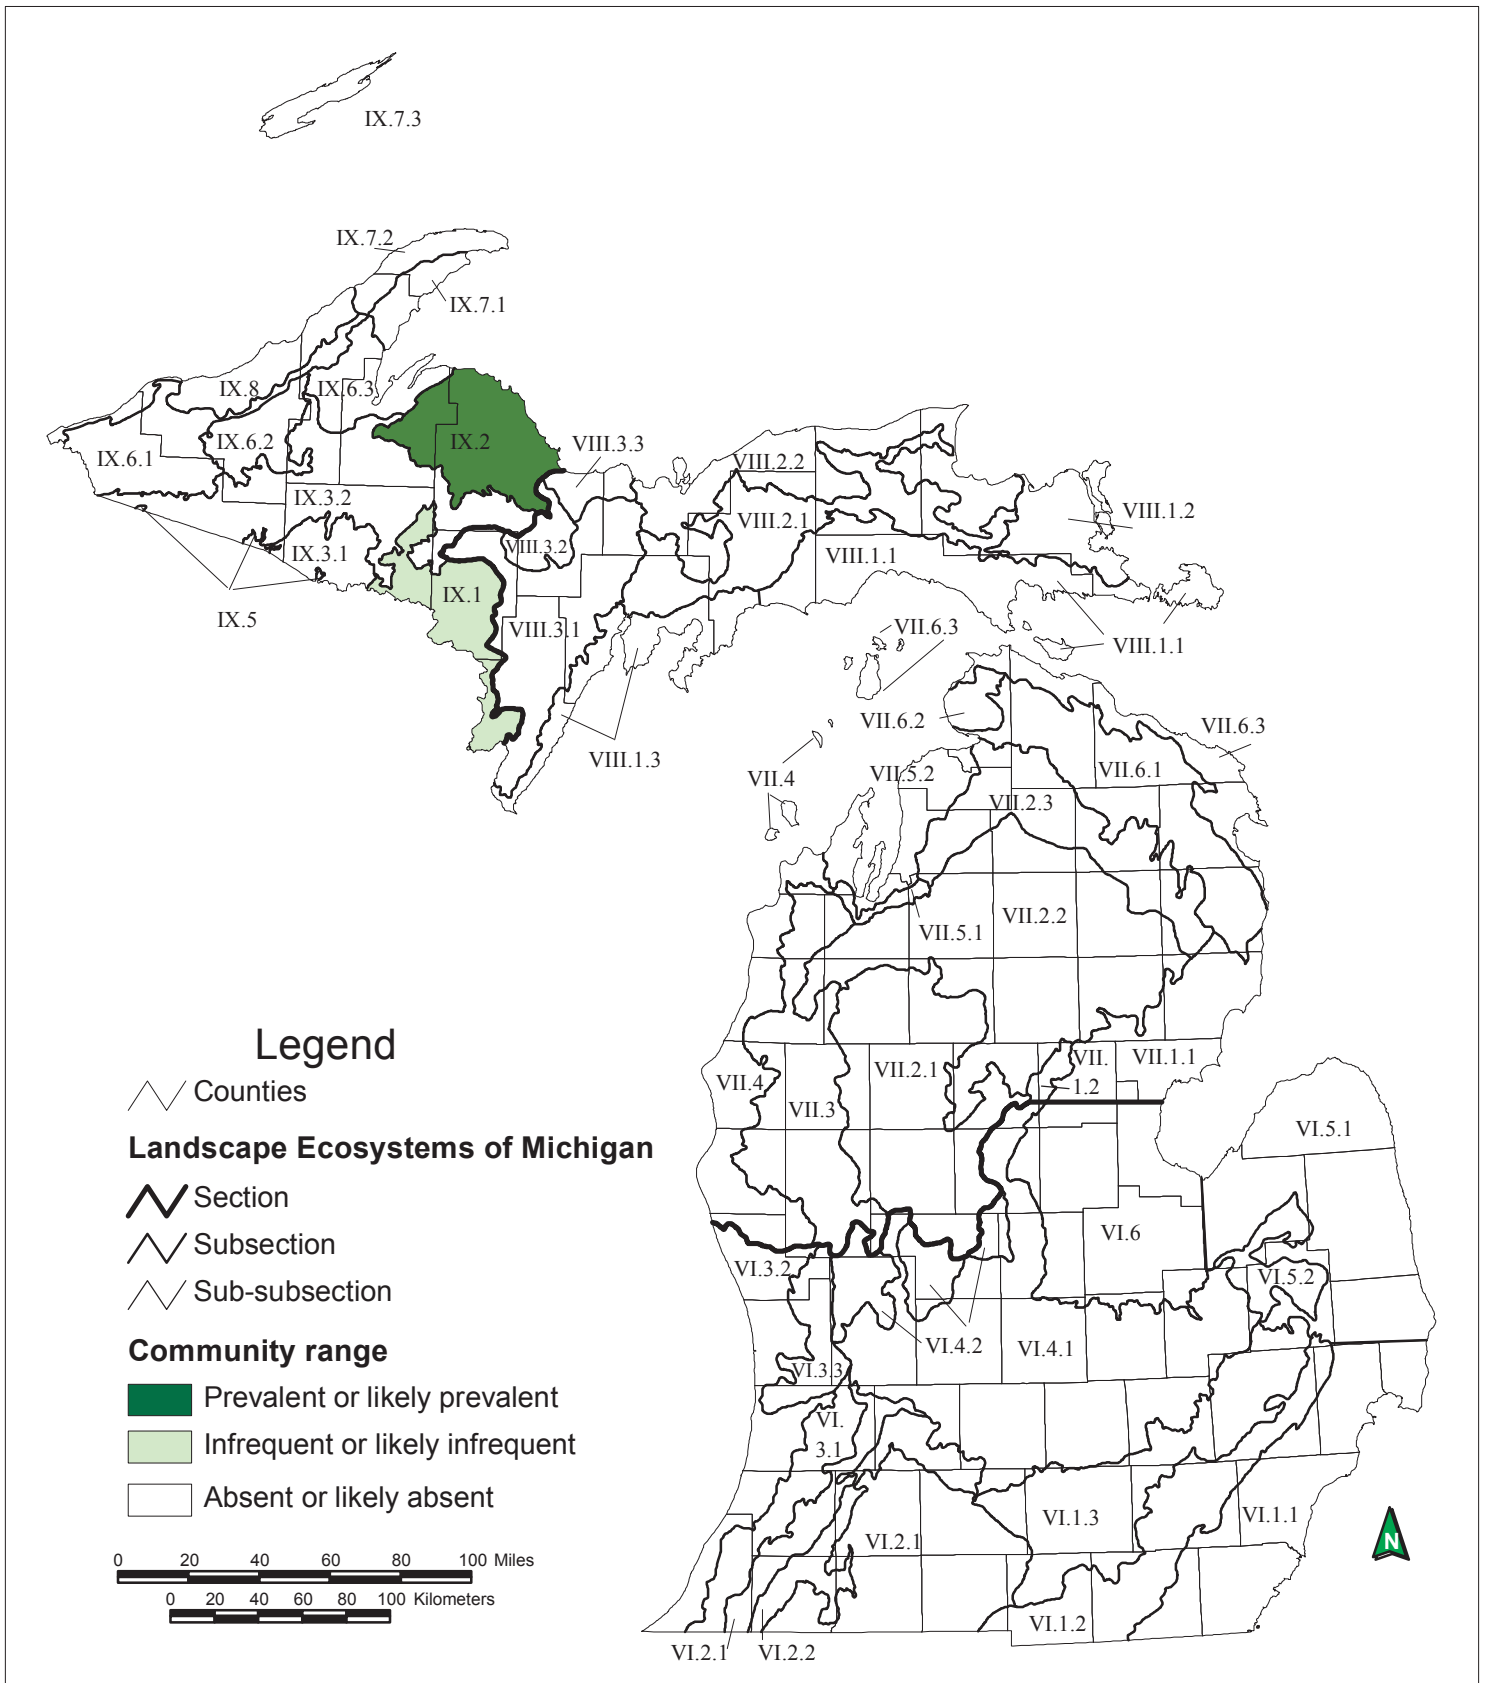 IX.7.3
IX.7.2
IX.7.1
IX.8
IX.6.3
IX.6.2
IX.2
IX.6.1
VIII.3.3
VIII.2.2
IX.3.2
VIII.2.1
VIII.1.2
IX.3.1
VIII.3.2
VIII.1.1
IX.1
IX.5
VIII.3.1
VII.6.3
VIII.1.1
VII.6.2
VII.6.3
VIII.1.3
VII.4
VII.5.2
VII.6.1
VII.2.3
VII.5.1
VII.2.2
VII.4
VII.3
VII.2.1
VII.
1.2
VII.1.1
VI.5.1
VI.6
VI.3.2
VI.5.2
VI.4.2
VI.4.1
VI.3.3
VI.
3.1
VI.2.1
VI.1.3
VI.1.1
VI.1.2
VI.2.1
VI.2.2
Legend
Counties
Landscape Ecosystems of Michigan
Section
Subsection
Sub-subsection
Community range
Prevalent or likely prevalent
Infrequent or likely infrequent
Absent or likely absent
0 20 40 60 80 100 Miles
0 20 40 60 80 100 Kilometers
N